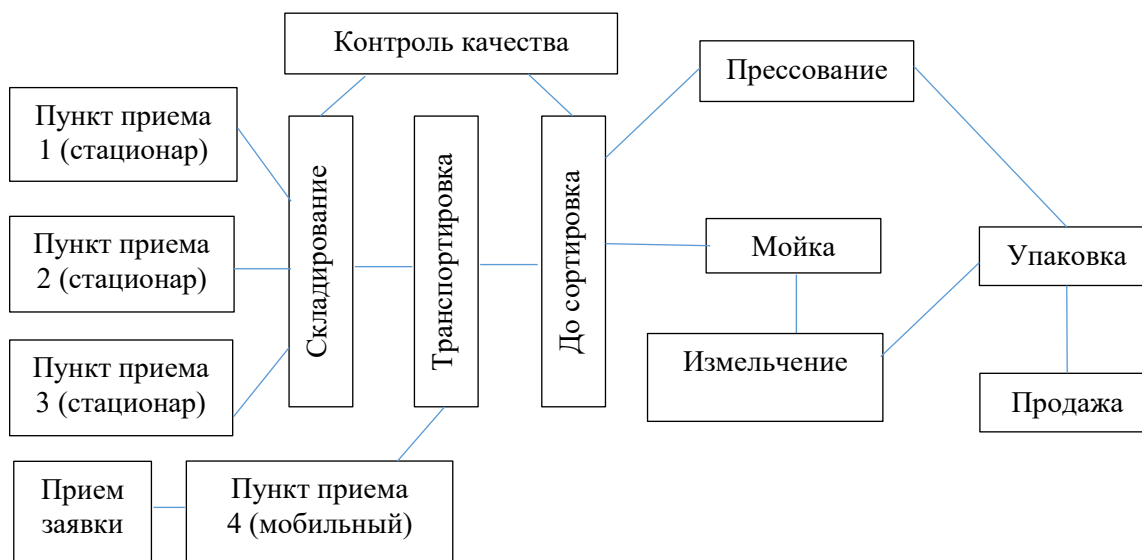 Контроль качества
Прессование
Пункт приема
1 (стационар)
Складирование
Транспортировка
До сортировка
Пункт приема
2 (стационар)
Мойка
Упаковка
Пункт приема
3 (стационар)
Измельчение
Продажа
Прием
заявки
Пункт приема
4 (мобильный)